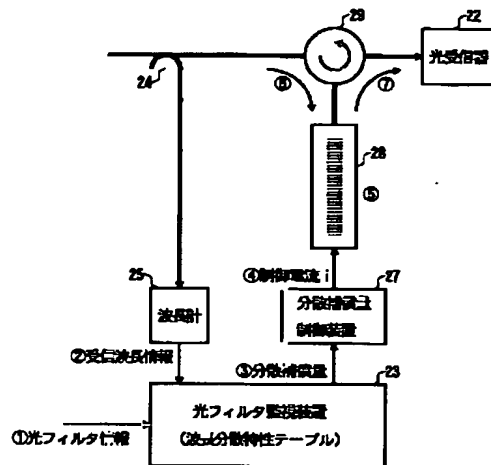 29
22
光受信器
24
⑥
⑦
28
⑤
④制御電流 i
25
波長計
27
分散補償量
制御装置
②受信波長情報
③分散補償量
23
光フィルタ監視装置
(波長分散特性テーブル)
①光フィルタ情報